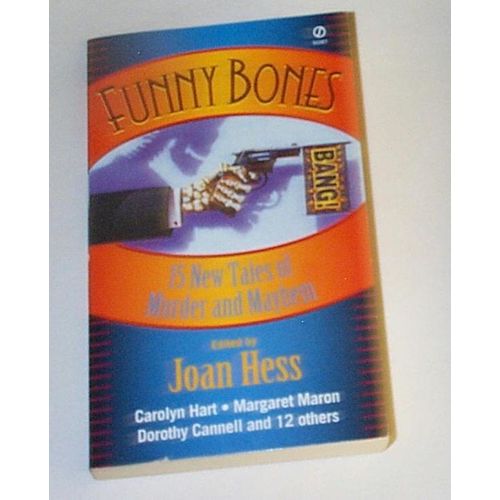 SIGNET
FUNNY BONES
BANG!
15 New Tales of
Murder and Mayhem
Edited by
Joan Hess
Carolyn Hart • Margaret Maron
Dorothy Cannell and 12 others